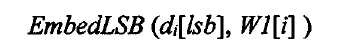 EmbedLSB (di[lsb], W1[i] )